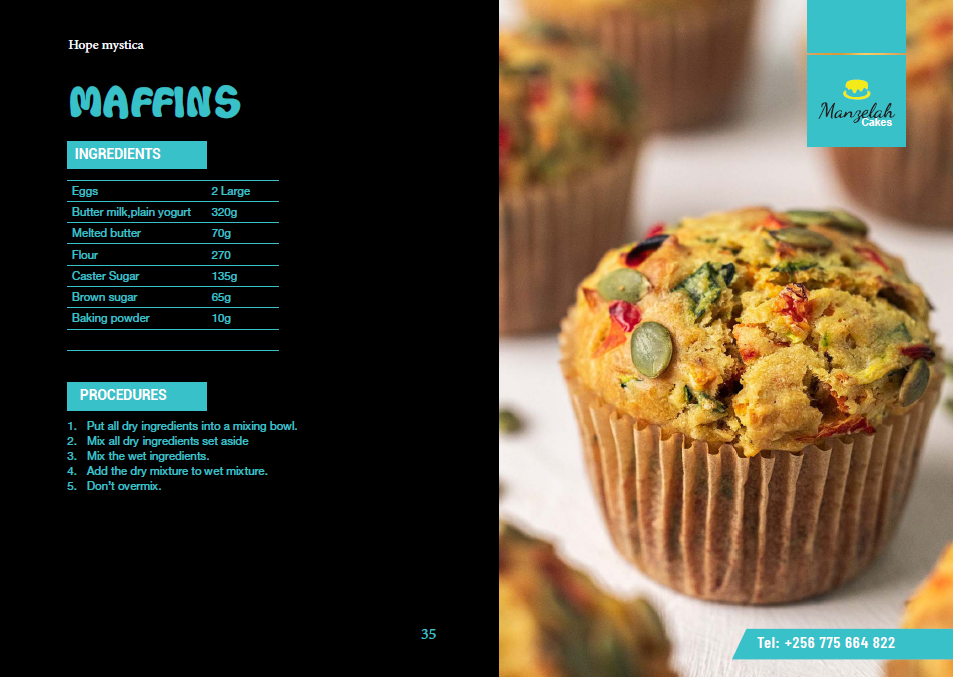 Hope mystica
MAFFINS
INGREDIENTS
Eggs 2 Large
Butter milk,plain yogurt 320g
Melted butter 70g
Flour 270
Caster Sugar 135g
Brown sugar 65g
Baking powder 10g
PROCEDURES
1. Put all dry ingredients into a mixing bowl.
2. Mix all dry ingredients set aside
3. Mix the wet ingredients.
4. Add the dry mixture to wet mixture.
5. Don't overmix.
35
Manzelah
Cakes
Tel: +256 775 664 822